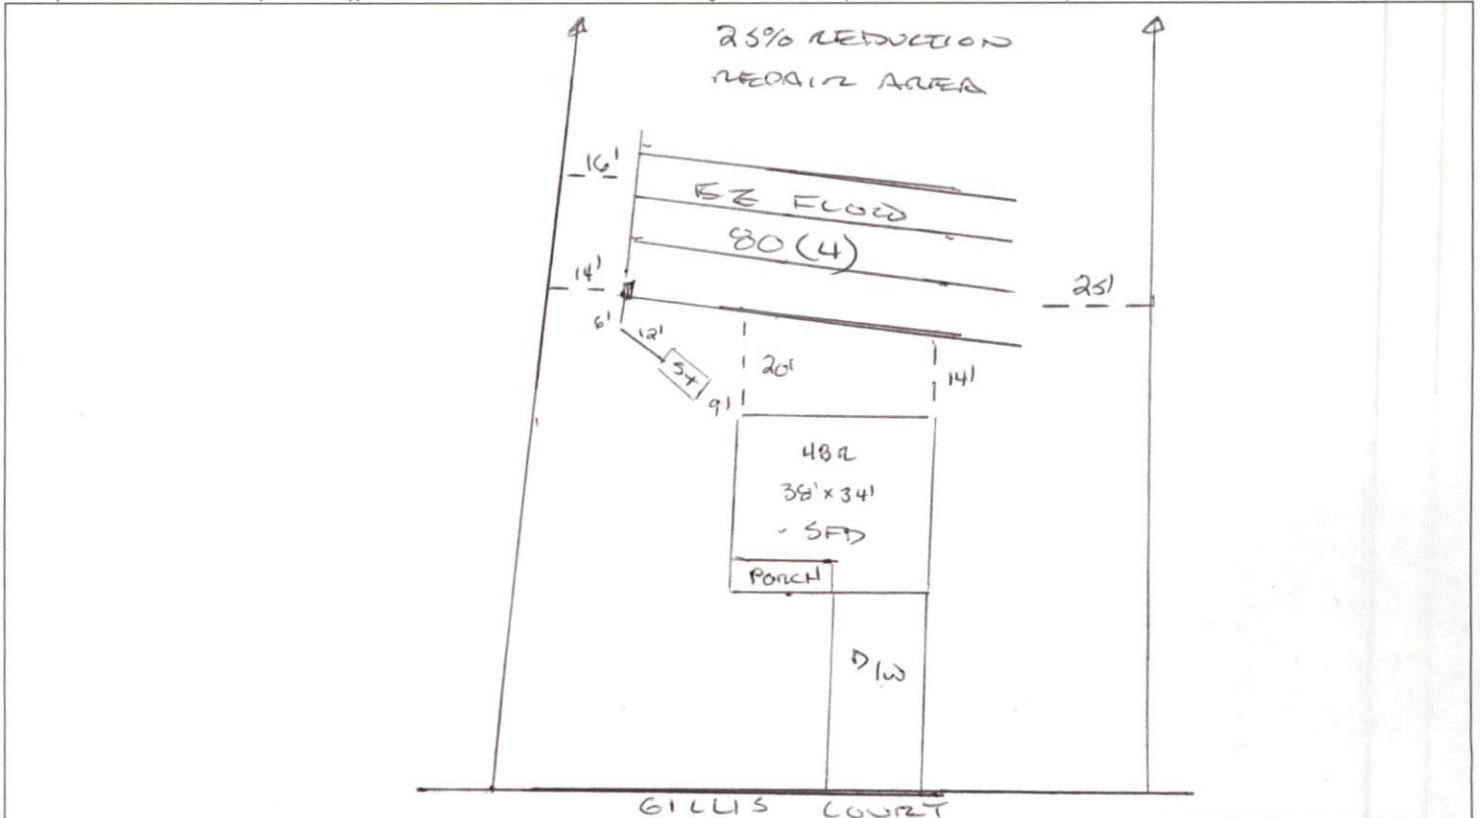 25% REDUCTION
REPAIR AREA
16'
EZ FLOW
80 (4)
14'
25'
6'
12'
ST
9'
20'
14'
4BR
38' x 34'
- SFD
PORCH
D/W
GILLIS COURT